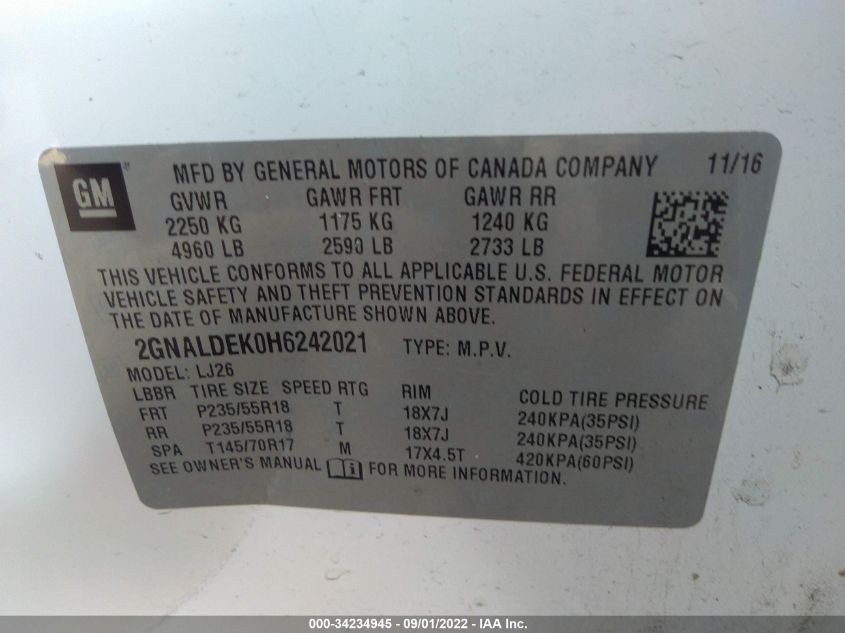 GM MFD BY GENERAL MOTORS OF CANADA COMPANY 11/16
GVWR GAWR FRT GAWR RR
2250 KG 1175 KG 1240 KG
4960 LB 2590 LB 2733 LB
THIS VEHICLE CONFORMS TO ALL APPLICABLE U.S. FEDERAL MOTOR
VEHICLE SAFETY AND THEFT PREVENTION STANDARDS IN EFFECT ON
THE DATE OF MANUFACTURE SHOWN ABOVE.
2GNALDEK0H6242021 TYPE: M.P.V.
MODEL: LJ26
LBBR TIRE SIZE SPEED RTG RIM COLD TIRE PRESSURE
FRT P235/55R18 T 18X7J 240KPA(35PSI)
RR P235/55R18 T 18X7J 240KPA(35PSI)
SPA T145/70R17 M 17X4.5T 420KPA(60PSI)
SEE OWNER'S MANUAL FOR MORE INFORMATION.
000-34234945 - 09/01/2022 - IAA Inc.